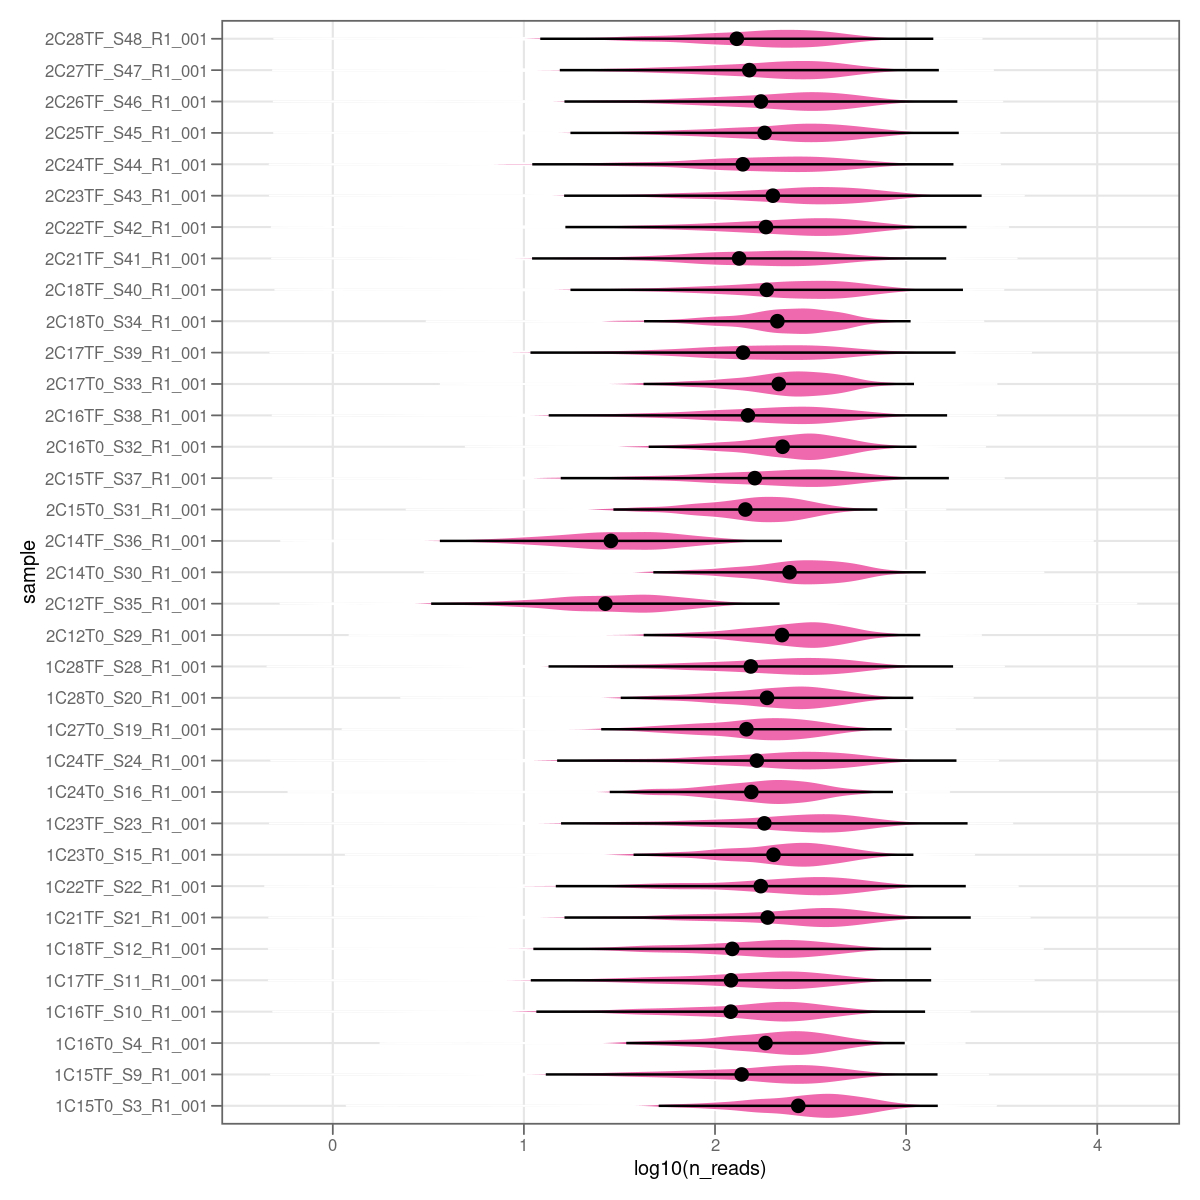 2C28TF_S48_R1_001
2C27TF_S47_R1_001
2C26TF_S46_R1_001
2C25TF_S45_R1_001
2C24TF_S44_R1_001
2C23TF_S43_R1_001
2C22TF_S42_R1_001
2C21TF_S41_R1_001
2C18TF_S40_R1_001
2C18T0_S34_R1_001
2C17TF_S39_R1_001
2C17T0_S33_R1_001
2C16TF_S38_R1_001
2C16T0_S32_R1_001
2C15TF_S37_R1_001
2C15T0_S31_R1_001
2C14TF_S36_R1_001
2C14T0_S30_R1_001
2C12TF_S35_R1_001
2C12T0_S29_R1_001
1C28TF_S28_R1_001
1C28T0_S20_R1_001
1C27T0_S19_R1_001
1C24TF_S24_R1_001
1C24T0_S16_R1_001
1C23TF_S23_R1_001
1C23T0_S15_R1_001
1C22TF_S22_R1_001
1C21TF_S21_R1_001
1C18TF_S12_R1_001
1C17TF_S11_R1_001
1C16TF_S10_R1_001
1C16T0_S4_R1_001
1C15TF_S9_R1_001
1C15T0_S3_R1_001
sample
0 1 2 3 4
log10(n_reads)